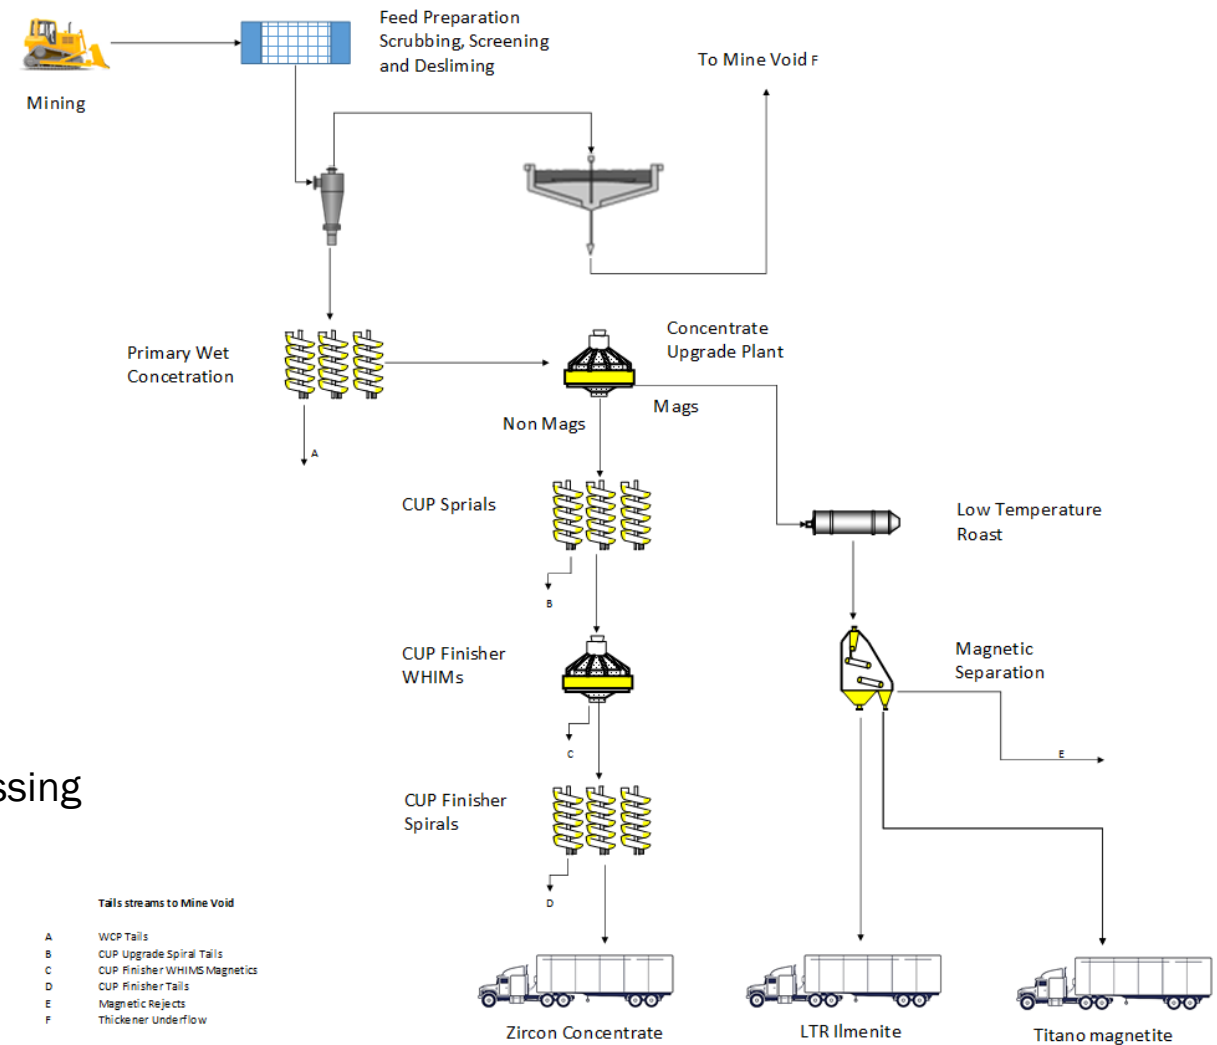 Feed Preparation
Scrubbing, Screening
and Desliming
To Mine Void F
Mining
Primary Wet
Concetration
A
Concentrate
Upgrade Plant
Mags
Non Mags
CUP Sprials
B
Low Temperature
Roast
CUP Finisher
WHIMs
C
Magnetic
Separation
E
ssing
CUP Finisher
Spirals
D
Tails streams to Mine Void
A WCP Tails
B CUP Upgrade Spiral Tails
C CUP Finisher WHIMS Magnetics
D CUP Finisher Tails
E Magnetic Rejects
F Thickener Underflow
Zircon Concentrate
LTR Ilmenite
Titano magnetite